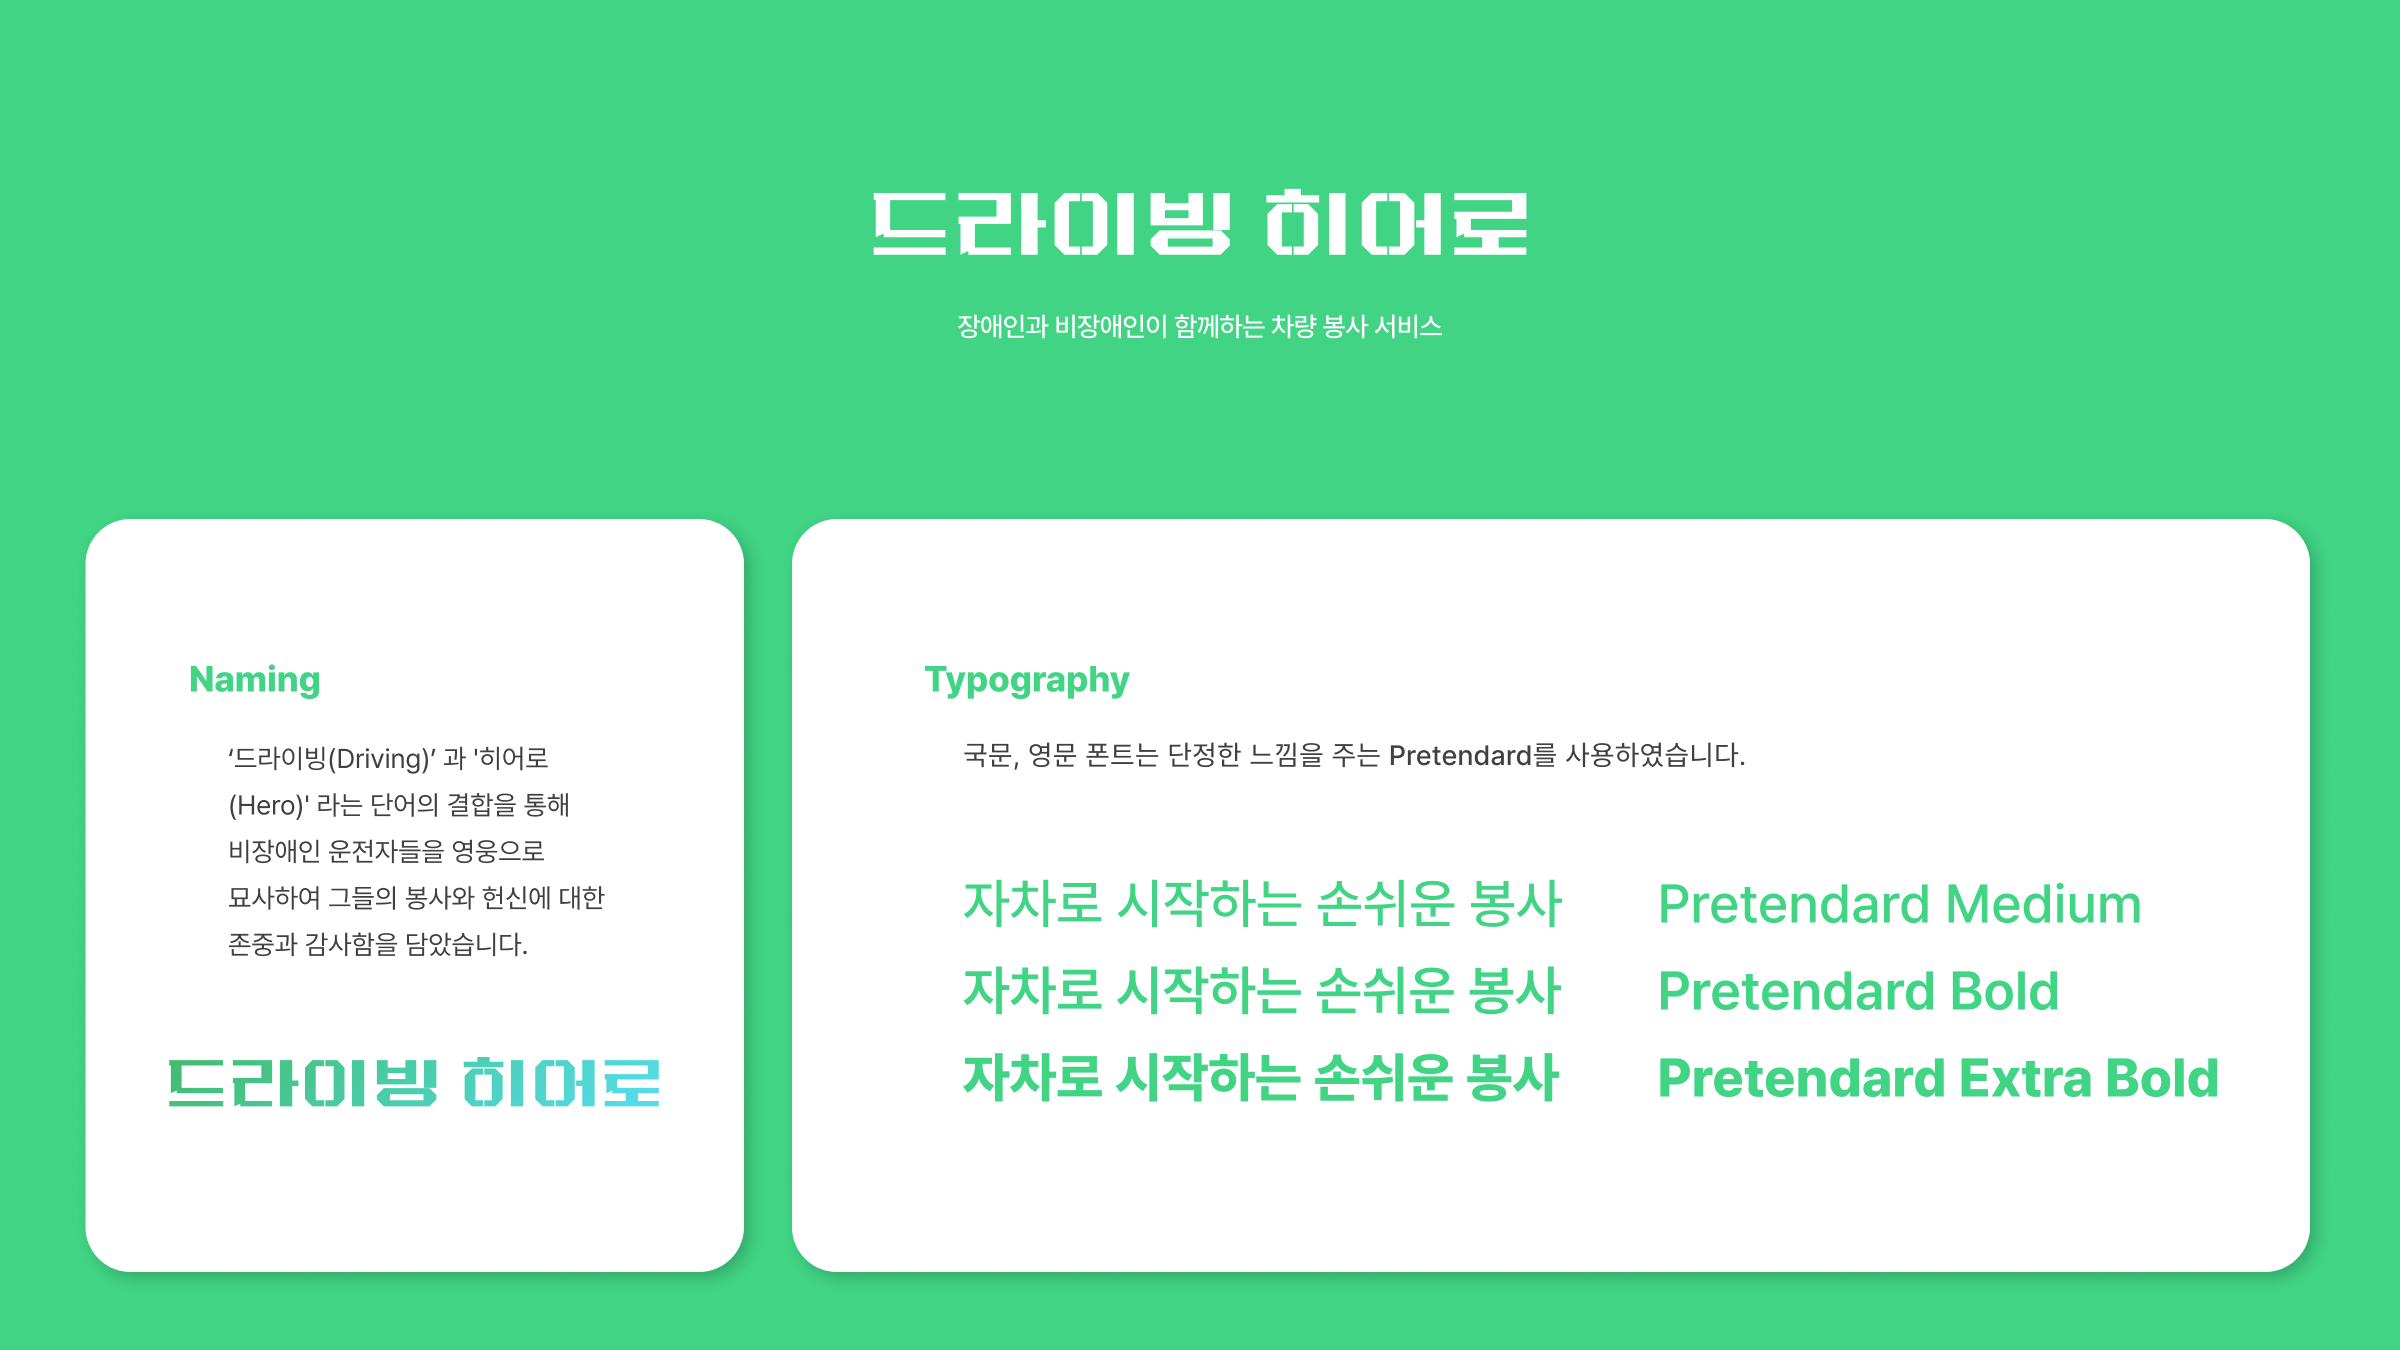 드라이빙 히어로
장애인과 비장애인이 함께하는 차량 봉사 서비스
Naming
‘드라이빙(Driving)’ 과 '히어로
(Hero)' 라는 단어의 결합을 통해
비장애인 운전자들을 영웅으로
묘사하여 그들의 봉사와 헌신에 대한
존중과 감사함을 담았습니다.
드라이빙 히어로
Typography
국문, 영문 폰트는 단정한 느낌을 주는 Pretendard를 사용하였습니다.
자차로 시작하는 손쉬운 봉사 Pretendard Medium
자차로 시작하는 손쉬운 봉사 Pretendard Bold
자차로 시작하는 손쉬운 봉사 Pretendard Extra Bold